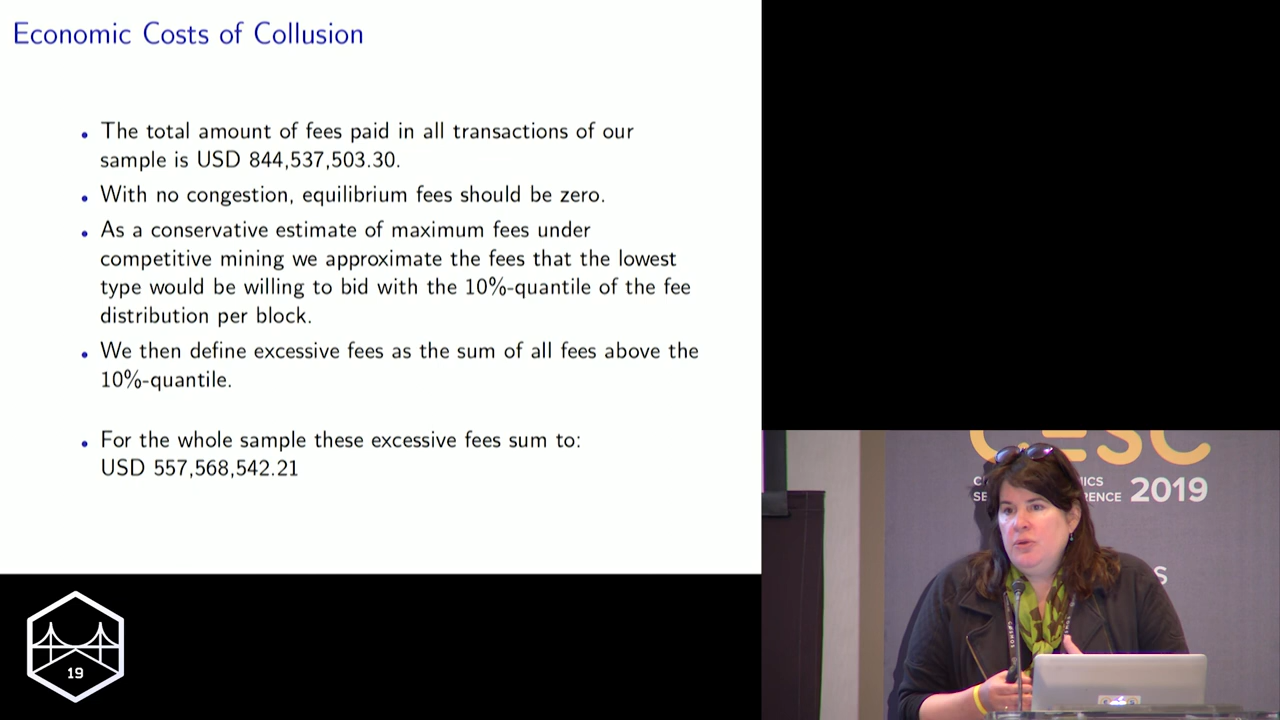 Economic Costs of Collusion
• The total amount of fees paid in all transactions of our
sample is USD 844,537,503.30.
• With no congestion, equilibrium fees should be zero.
• As a conservative estimate of maximum fees under
competitive mining we approximate the fees that the lowest
type would be willing to bid with the 10%-quantile of the fee
distribution per block.
• We then define excessive fees as the sum of all fees above the
10%-quantile.
• For the whole sample these excessive fees sum to:
USD 557,568,542.21
CESC
2019
19